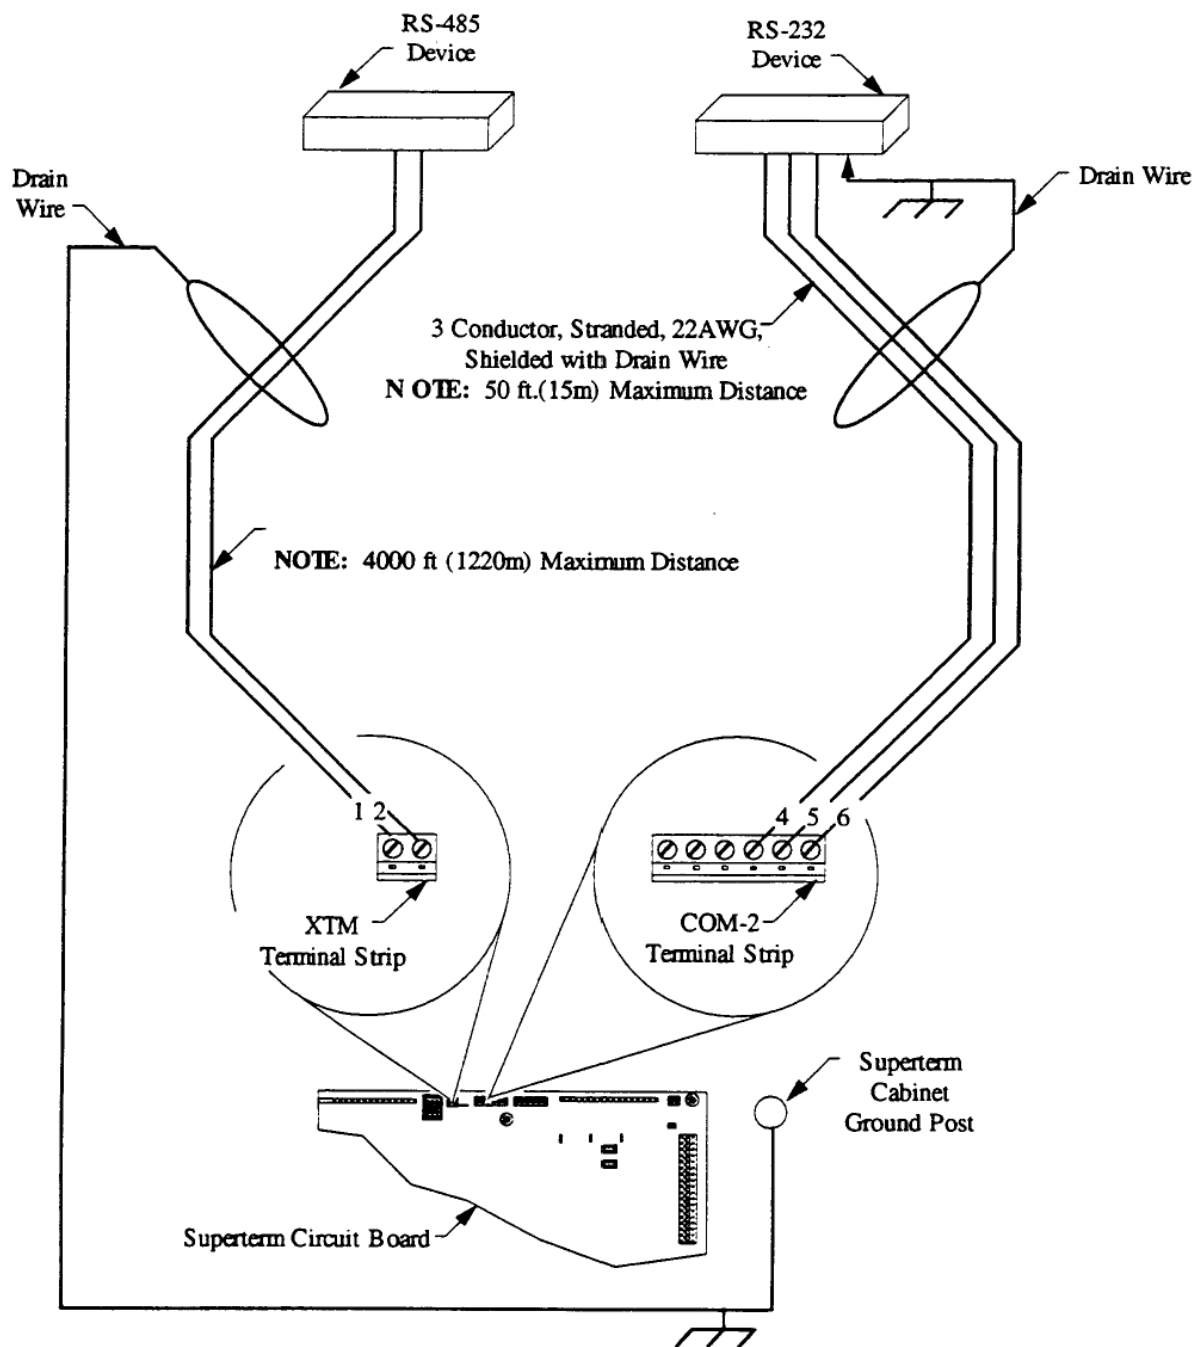 RS-485
Device
RS-232
Device
Drain
Wire
Drain Wire
3 Conductor, Stranded, 22AWG,
Shielded with Drain Wire
NOTE: 50 ft.(15m) Maximum Distance
NOTE: 4000 ft (1220m) Maximum Distance
1 2
4 5 6
XTM
Terminal Strip
COM-2
Terminal Strip
Superterm
Cabinet
Ground Post
Superterm Circuit Board